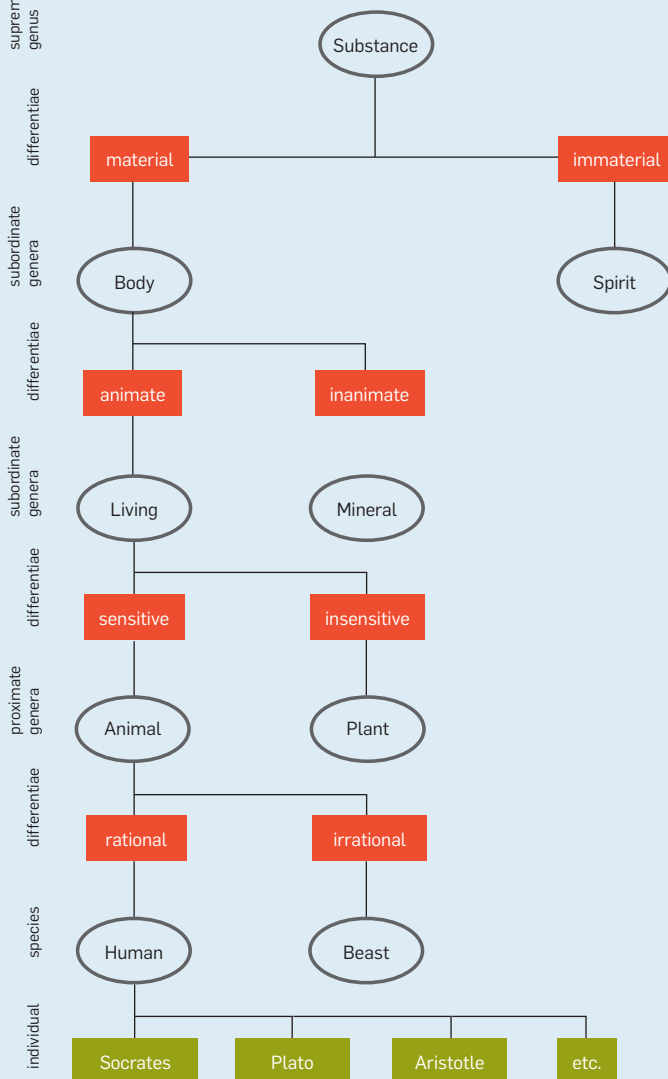 suprem
genus
Substance
differentiae
material
immaterial
subordinate
genera
Body
Spirit
differentiae
animate
inanimate
subordinate
genera
Living
Mineral
differentiae
sensitive
insensitive
proximate
genera
Animal
Plant
differentiae
rational
irrational
species
Human
Beast
individual
Socrates
Plato
Aristotle
etc.